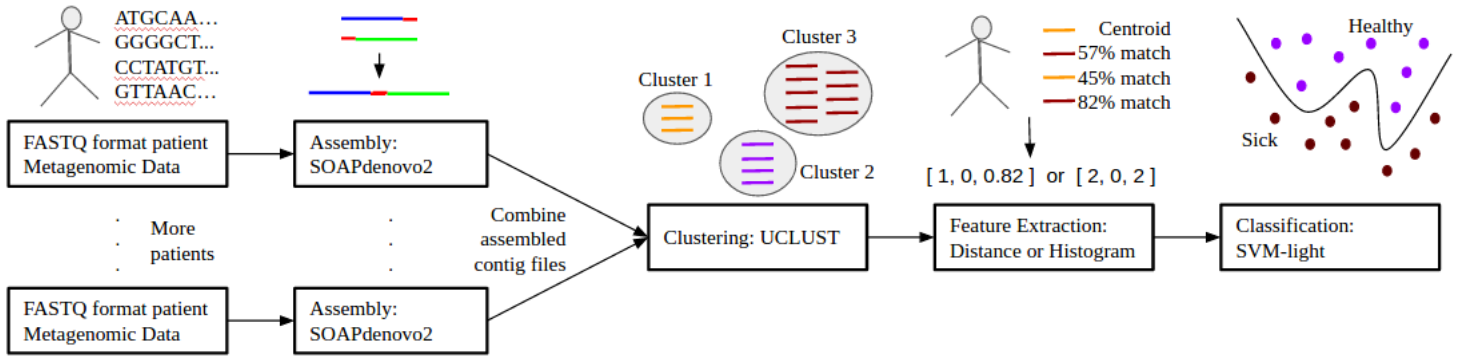 ATGCAA...
GGGGCT...
CCTATGT...
GTTAAC...
FASTQ format patient
Metagenomic Data
Assembly:
SOAPdenovo2
. More
. patients
.
.
.
.
Combine
assembled
contig files
FASTQ format patient
Metagenomic Data
Assembly:
SOAPdenovo2
Cluster 1
Cluster 3
Cluster 2
Clustering: UCLUST
Centroid
57% match
45% match
82% match
[ 1, 0, 0.82 ] or [ 2, 0, 2 ]
Feature Extraction:
Distance or Histogram
Healthy
Sick
Classification:
SVM-light